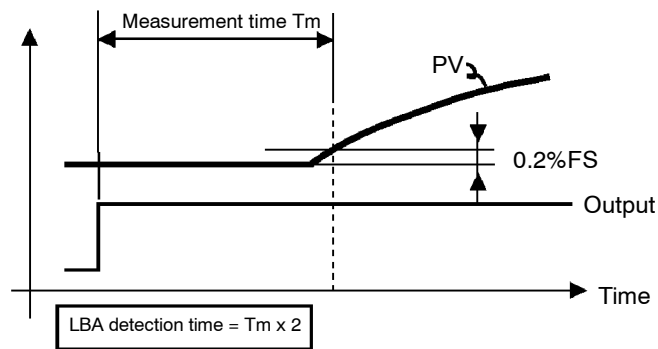 Measurement time Tm
PV
0.2%FS
Output
Time
LBA detection time = Tm x 2